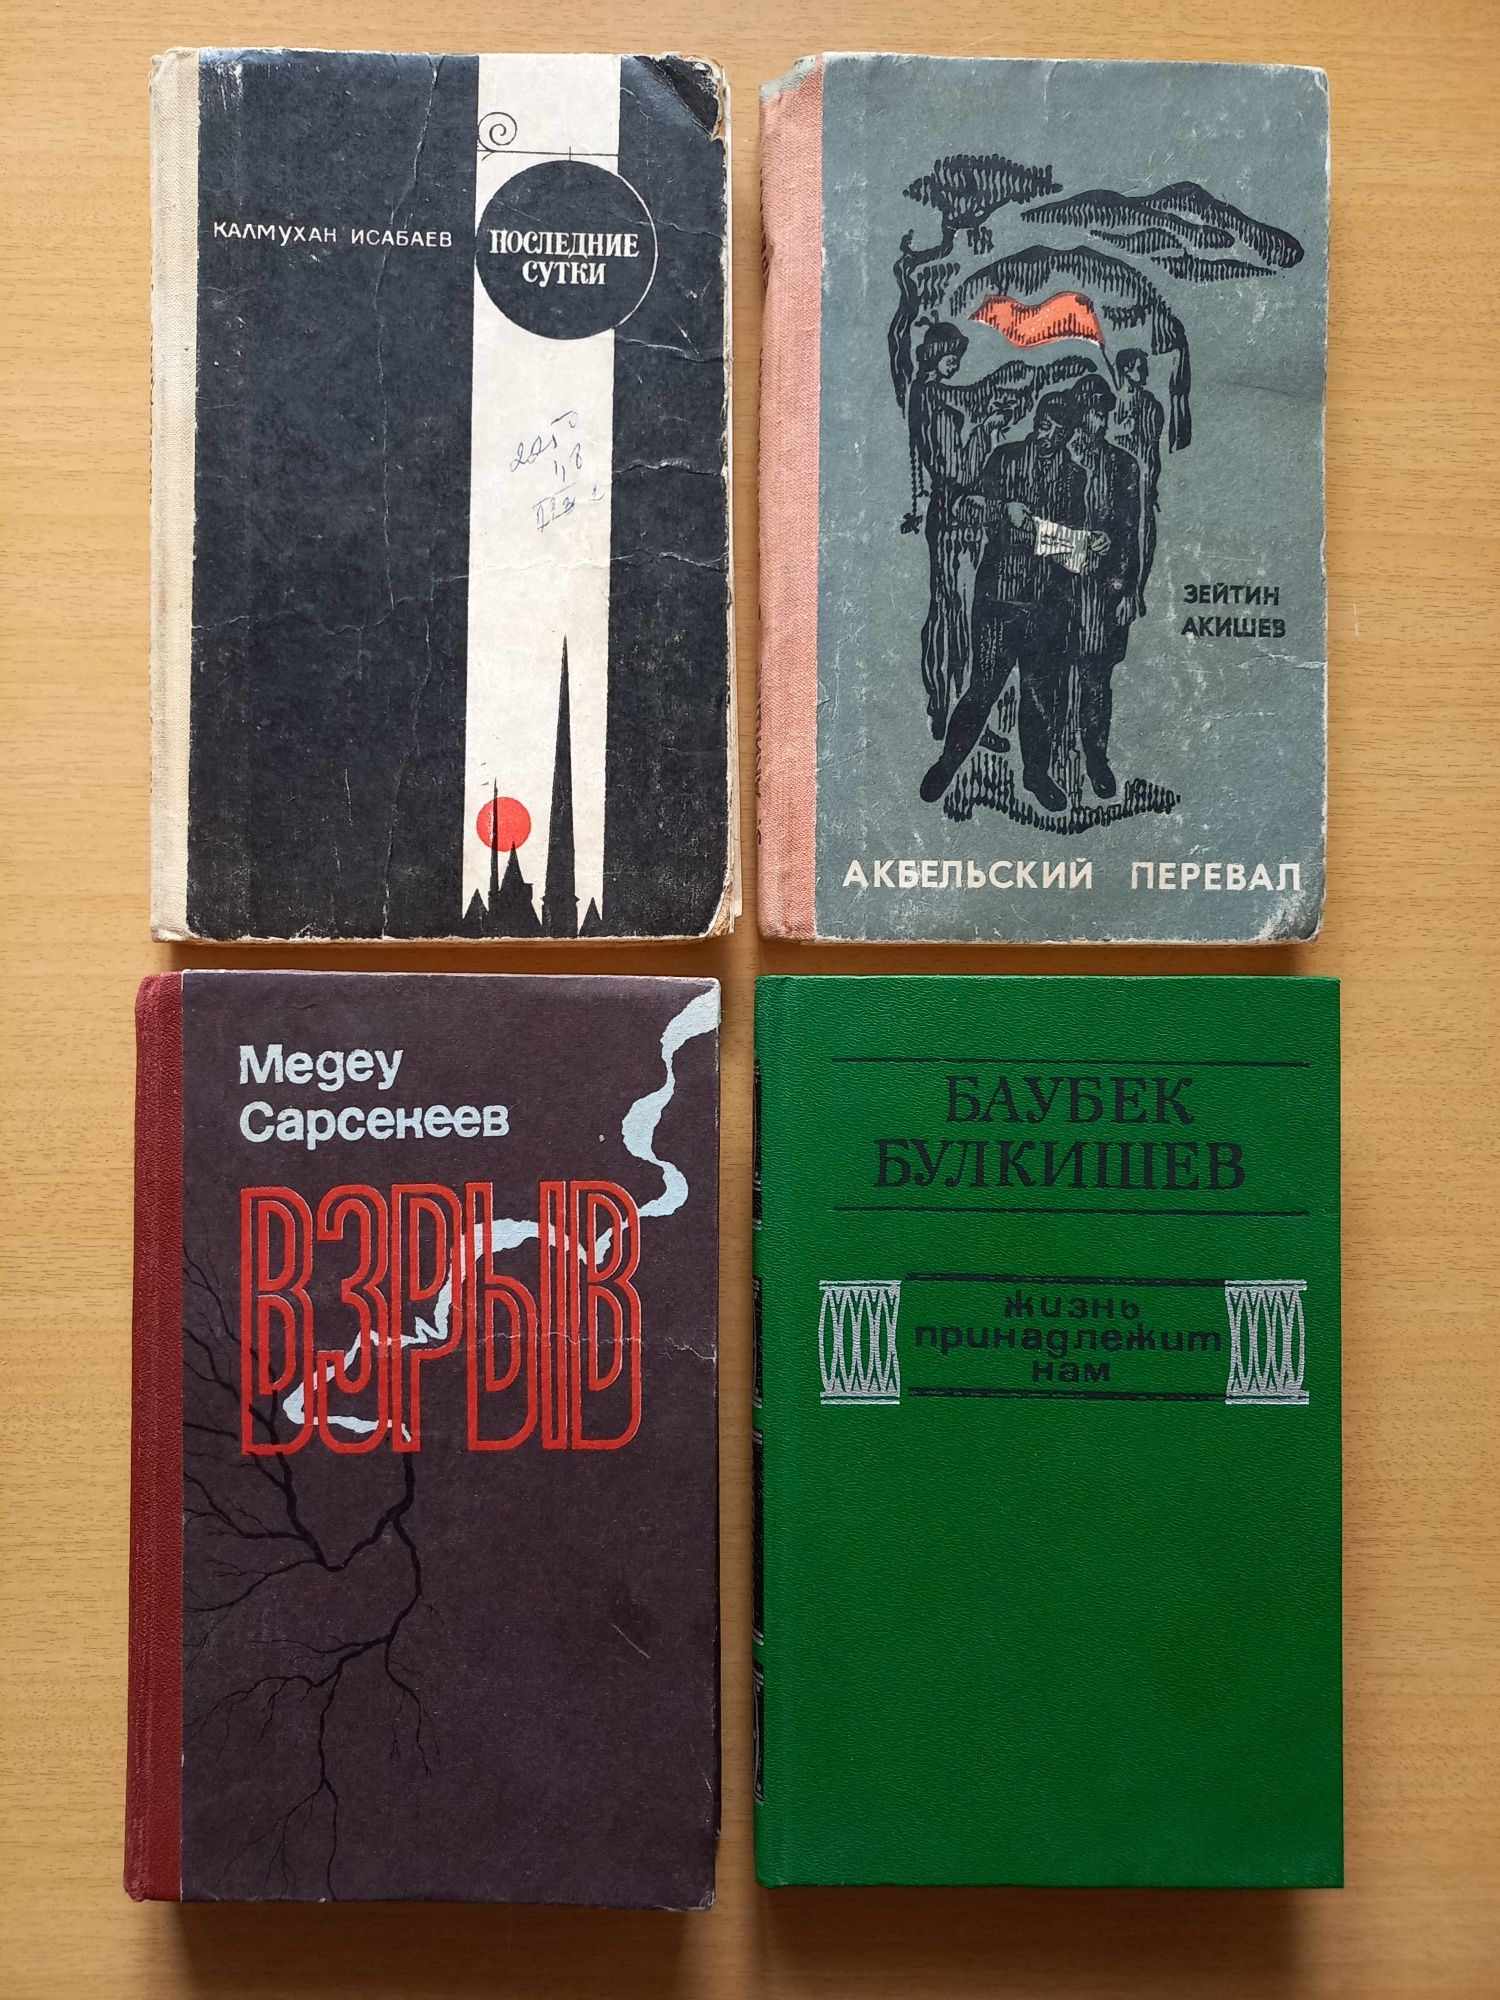 КАЛМУХАН ИСАБАЕВ
ПОСЛЕДНИЕ
СУТКИ
ЗЕЙТИН
АКИШЕВ
АКБЕЛЬСКИЙ ПЕРЕВАЛ
Медеу
Сарсекеев
ВЗРЫВ
БАУБЕК
БУЛКИШЕВ
жизнь
принадлежит
нам